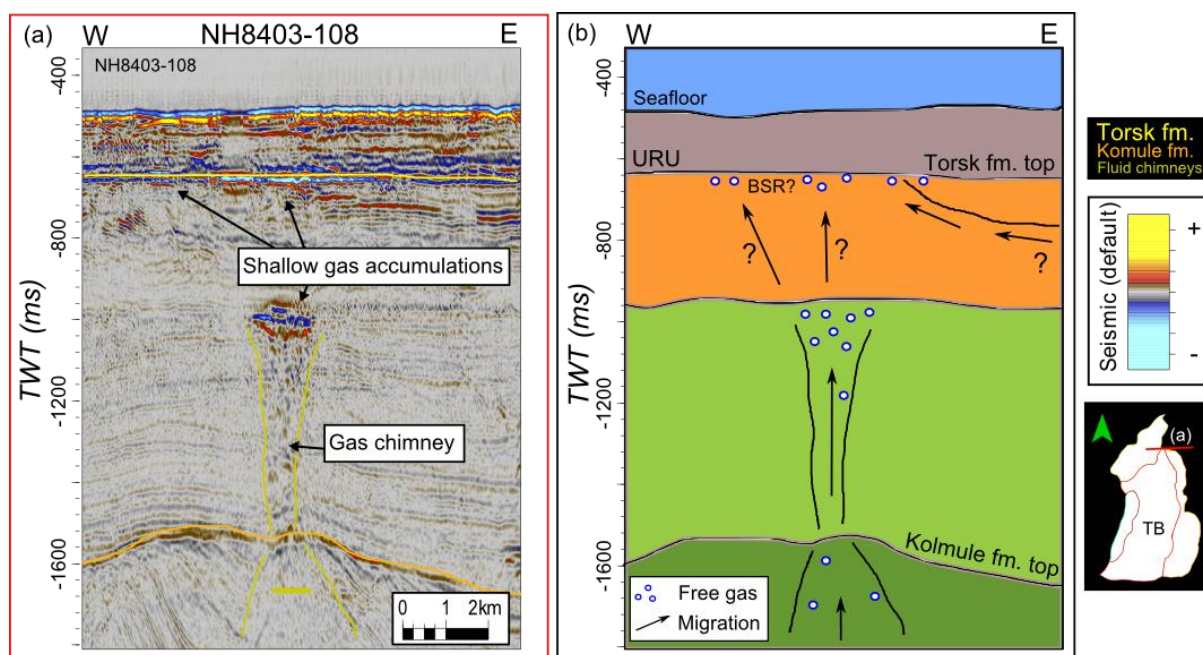 (a)
W
NH8403-108
E
NH8403-108
-400
-800
-1200
-1600
TWT (ms)
Shallow gas accumulations
Gas chimney
0
2km
(b)
W
E
-400
-800
-1200
-1600
TWT (ms)
Seafloor
URU
Torsk fm. top
BSR?
?
?
?
Kolmule fm. top
Free gas
Migration
Torsk fm.
Komule fm.
Fluid chimneys
Seismic (default)
+
-
(a)
TB